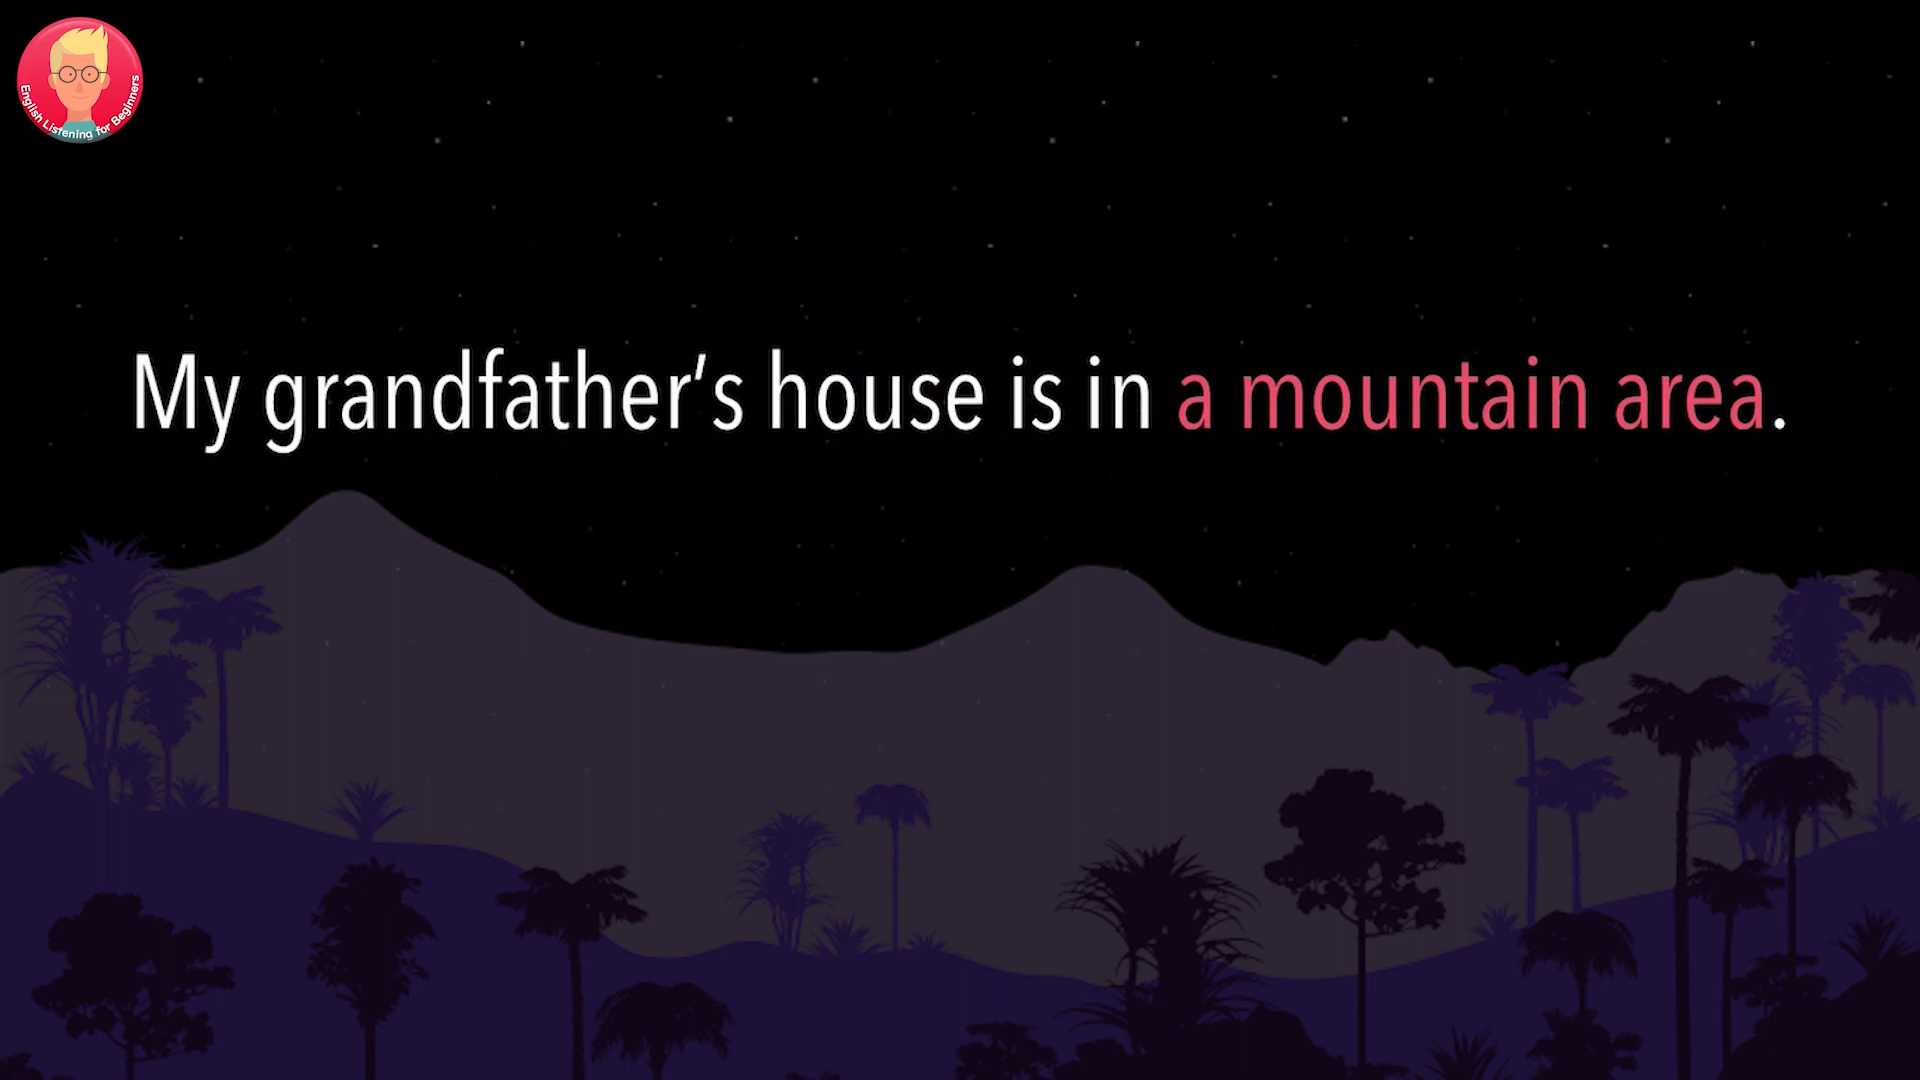 English Listening for Beginners
My grandfather’s house is in a mountain area.